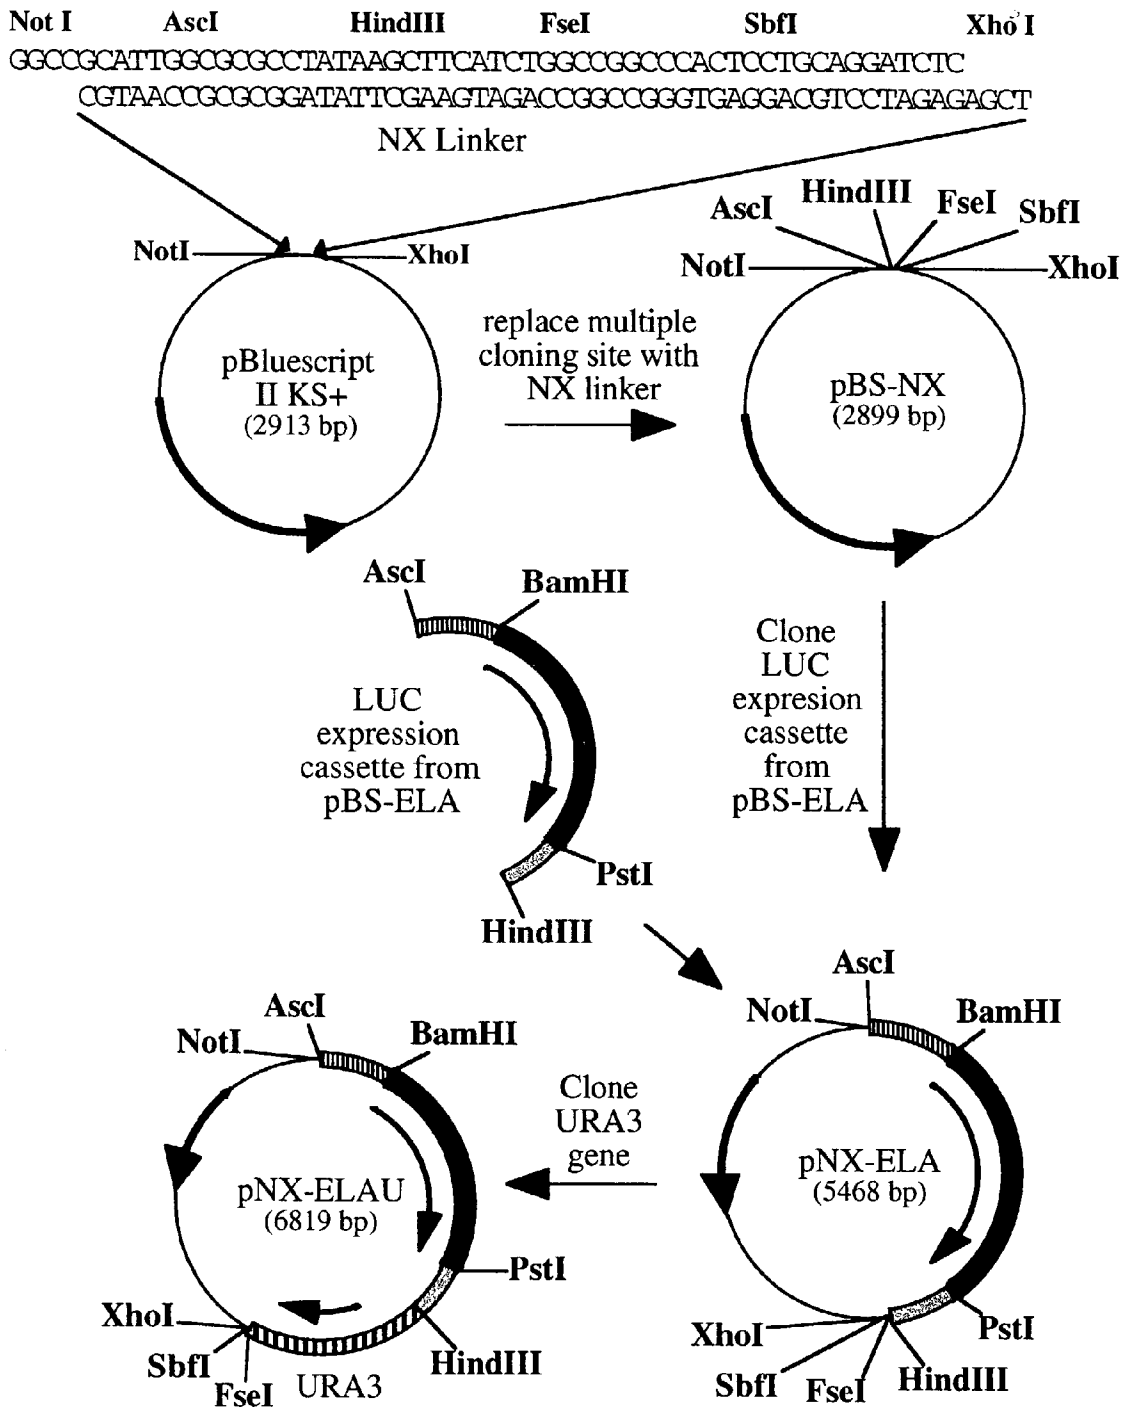 Not I AscI HindIII FseI SbfI Xho I
GGCCGCATTGGCGCGCCTATAAGCTTCATCTGGCCGGCCCACTCCTGCAGGATCTC
CGTAACCGCGCGGATATTCGAAGTAGACCGGCCGGGTGAGGACGTCCTAGAGAGCT
NX Linker
NotI
XhoI
pBluescript
II KS+
(2913 bp)
replace multiple
cloning site with
NX linker
AscI
HindIII
FseI
SbfI
NotI
XhoI
pBS-NX
(2899 bp)
AscI
BamHI
LUC
expression
cassette from
pBS-ELA
PstI
HindIII
Clone
LUC
expresion
cassette
from
pBS-ELA
AscI
NotI
BamHI
pNX-ELA
(5468 bp)
XhoI
SbfI
FseI
HindIII
PstI
Clone
URA3
gene
AscI
NotI
BamHI
pNX-ELAU
(6819 bp)
PstI
XhoI
SbfI
FseI
URA3
HindIII